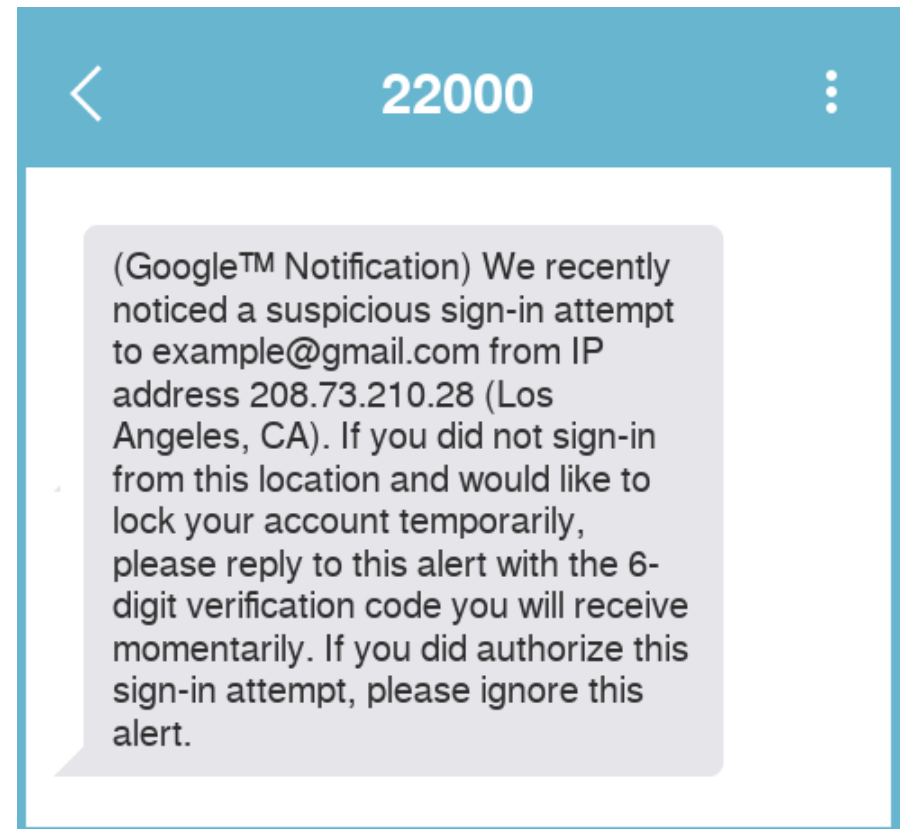 22000
(Google™ Notification) We recently
noticed a suspicious sign-in attempt
to example@gmail.com from IP
address 208.73.210.28 (Los
Angeles, CA). If you did not sign-in
from this location and would like to
lock your account temporarily,
please reply to this alert with the 6-
digit verification code you will receive
momentarily. If you did authorize this
sign-in attempt, please ignore this
alert.